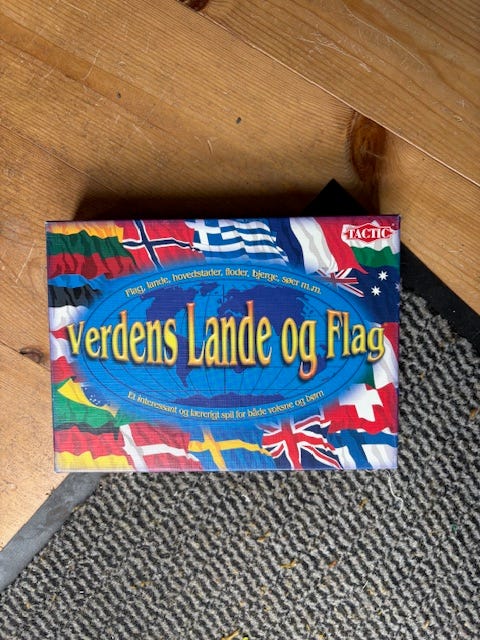 TACTIC
Flag, lande, hovedstader, floder, bjerge, søer m.m.
Verdens Lande og Flag
Et interessant og lærerigt spil for både voksne og børn